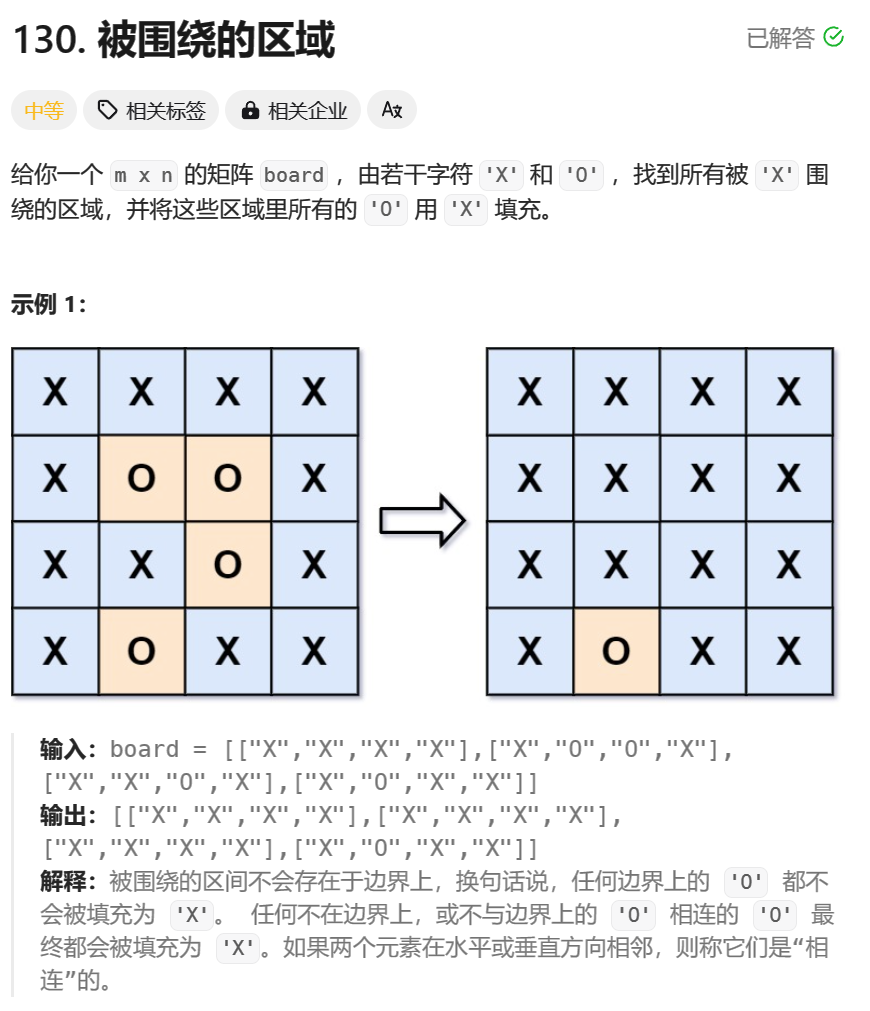 130. 被围绕的区域 已解答
中等 相关标签 相关企业 Aあ
给你一个 m x n 的矩阵 board ，由若干字符 'X' 和 'O' ，找到所有被 'X' 围
绕的区域，并将这些区域里所有的 'O' 用 'X' 填充。
示例 1：
X X X X X X X X
X O O X X X X X
X X O X X X X X
X O X X X O X X
输入：board = [["X","X","X","X"],["X","O","O","X"],
["X","X","O","X"],["X","O","X","X"]]
输出：[["X","X","X","X"],["X","X","X","X"],
["X","X","X","X"],["X","O","X","X"]]
解释：被围绕的区间不会存在于边界上，换句话说，任何边界上的 'O' 都不
会被填充为 'X'。 任何不在边界上，或不与边界上的 'O' 相连的 'O' 最
终都会被填充为 'X'。如果两个元素在水平或垂直方向相邻，则称它们是“相
连”的。